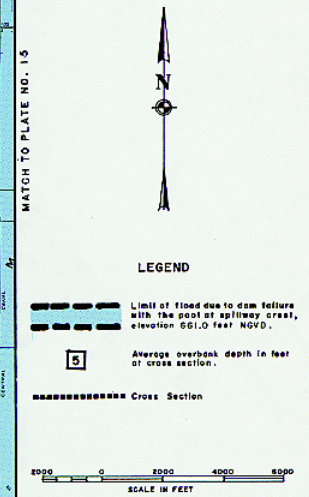 MATCH TO PLATE NO. 15
N
LEGEND
Limit of flood due to dam failure
with the pool at spillway crest,
elevation 661.0 feet NGVD.
5
Average overbank depth in feet
at cross section.
Cross Section
2000 0 2000 4000 6000
SCALE IN FEET
CANAL
CENTRAL